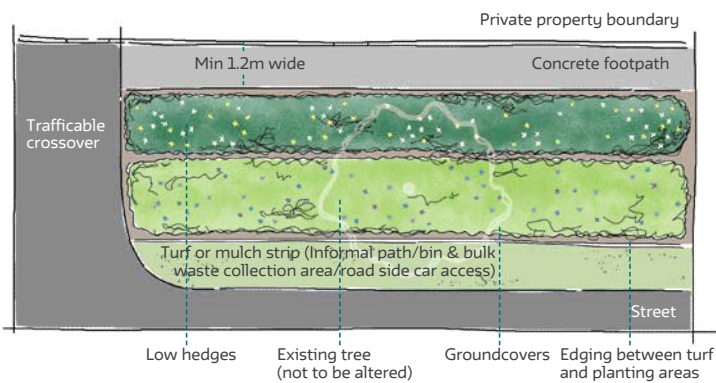 Private property boundary
Min 1.2m wide
Concrete footpath
Trafficable
crossover
Turf or mulch strip (Informal path/bin & bulk
waste collection area/road side car access)
Street
Low hedges
Existing tree
(not to be altered)
Groundcovers
Edging between turf
and planting areas